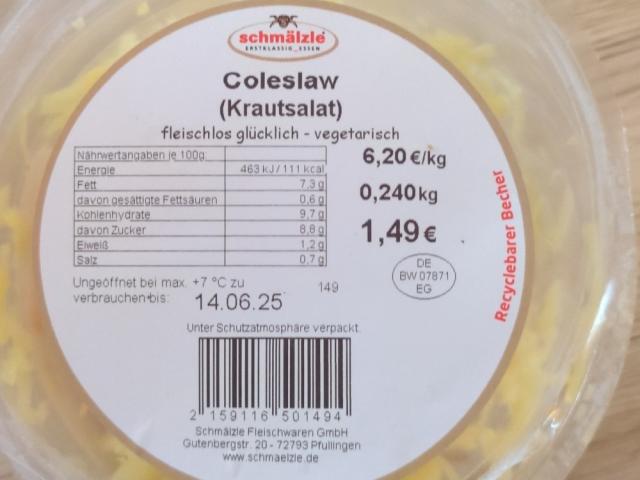 schmälzle
ERSTKLASSIG_ESSEN
Coleslaw
(Krautsalat)
fleischlos glücklich - vegetarisch
Nährwertangaben je 100g:
Energie 463 kJ / 111 kcal
Fett 7,3 g
davon gesättigte Fettsäuren 0,6 g
Kohlenhydrate 9,7 g
davon Zucker 8,8 g
Eiweiß 1,2 g
Salz 0,7 g
6,20 €/kg
0,240 kg
1,49 €
DE
BW 07871
EG
Recyclebarer Becher
Ungeöffnet bei max. +7 °C zu
verbrauchen bis: 14.06.25
149
Unter Schutzatmosphäre verpackt.
2 159116 501494
Schmälzle Fleischwaren GmbH
Gutenbergstr. 20 - 72793 Pfullingen
www.schmaelzle.de